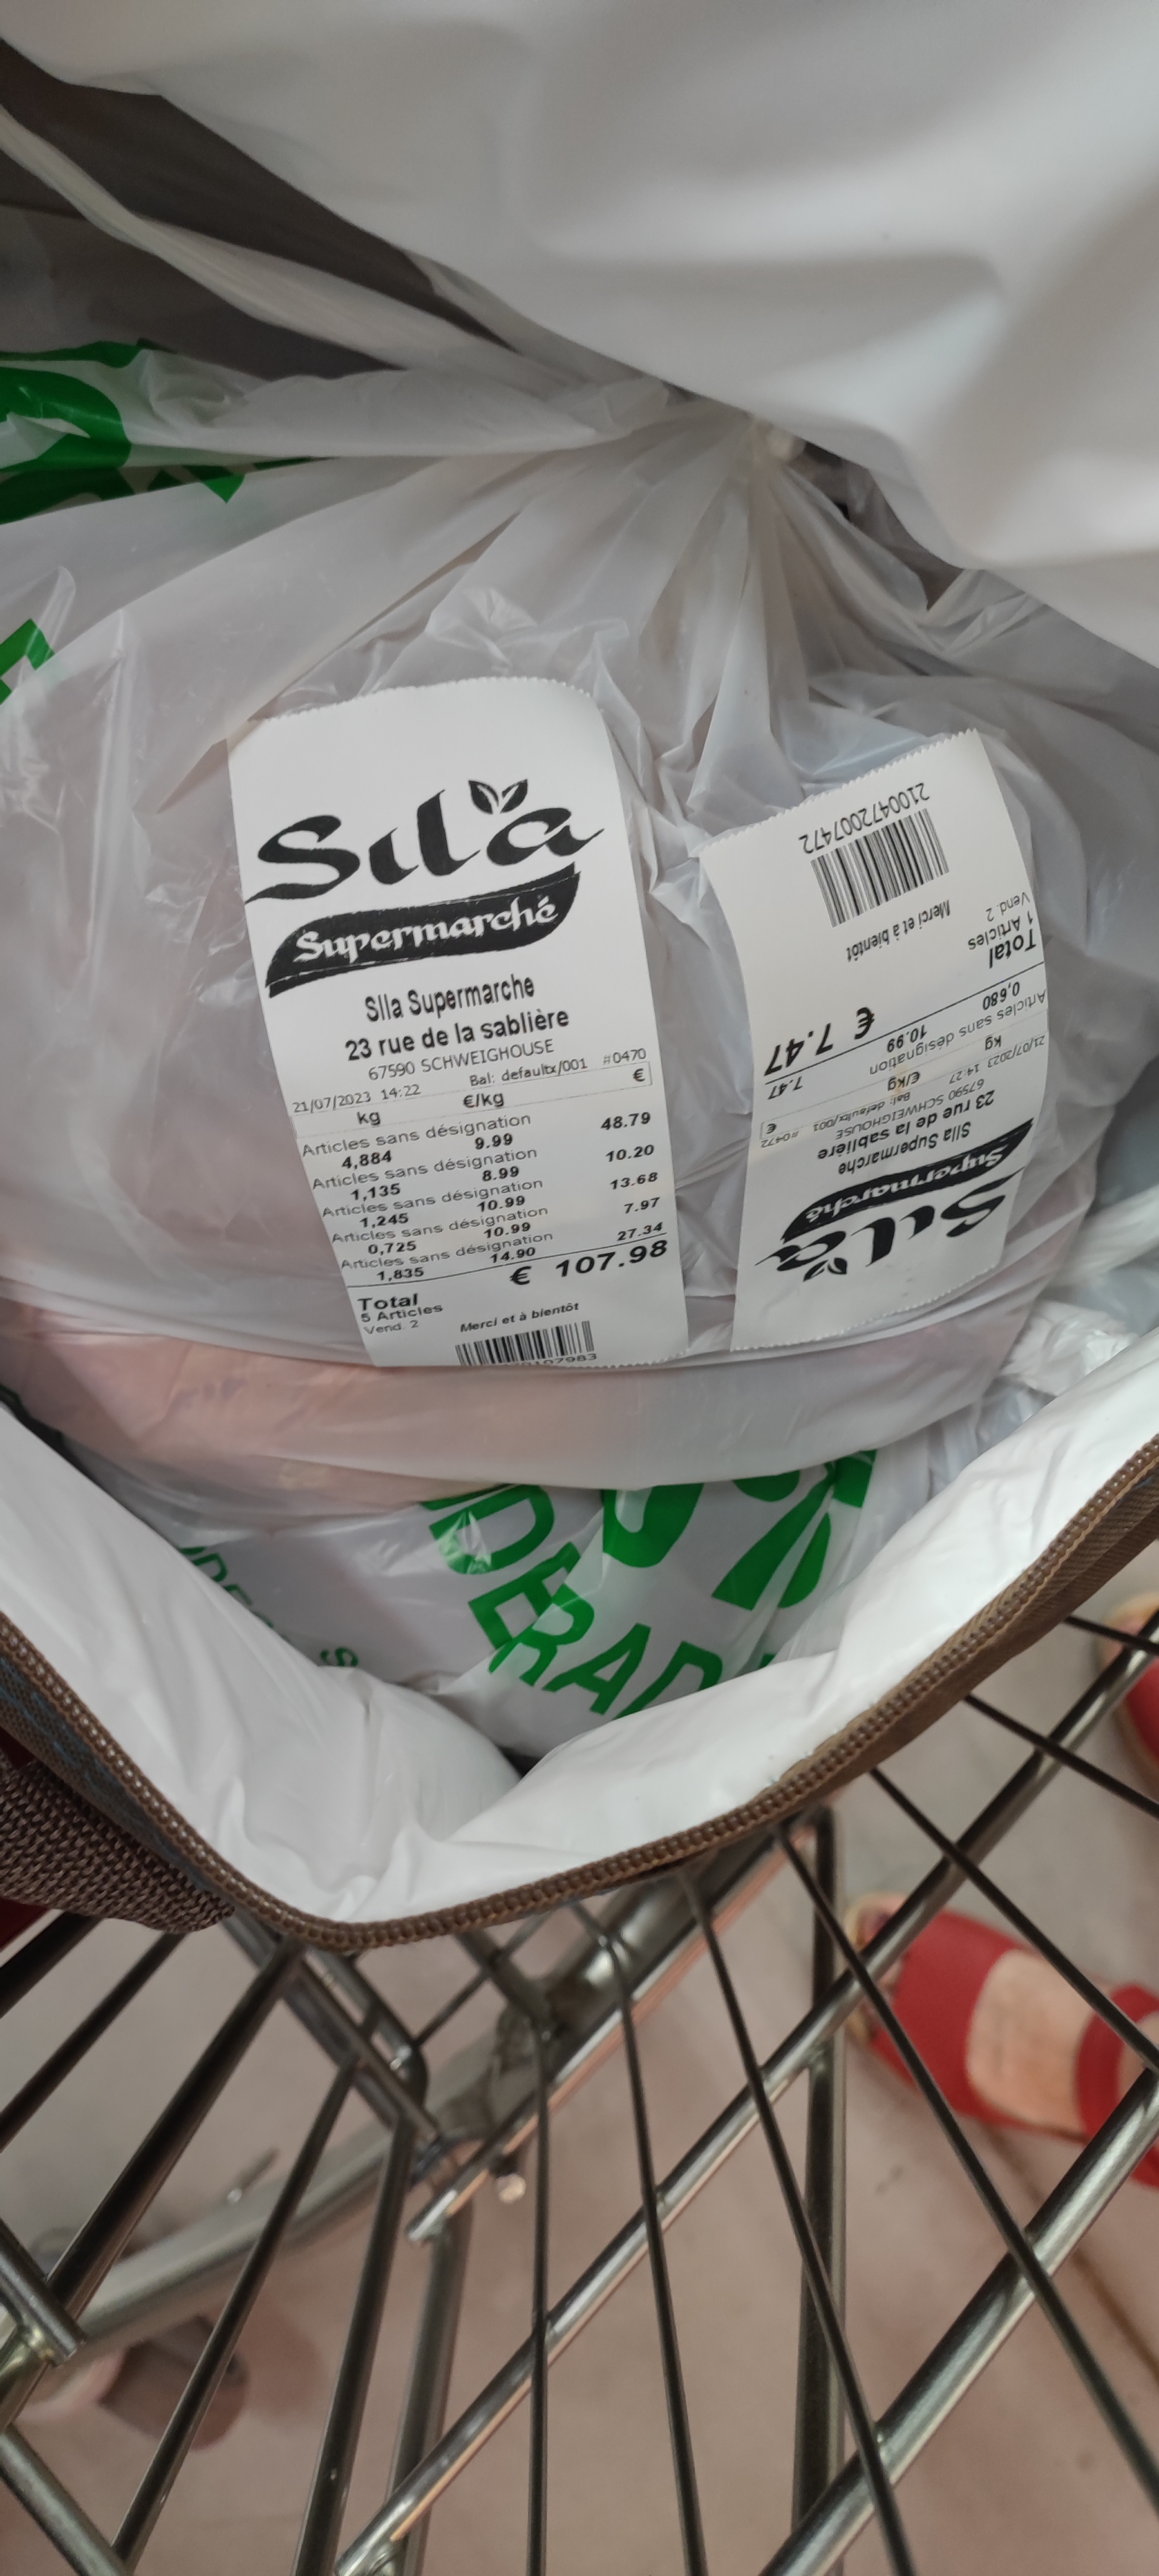 Sıla
Supermarché
Slla Supermarche
23 rue de la sablière
67590 SCHWEIGHOUSE
21/07/2023 14:22 Bal: defaultx/001 #0470
kg €/kg €
Articles sans désignation
4,884 9.99 48.79
Articles sans désignation
1,135 8.99 10.20
Articles sans désignation
1,245 10.99 13.68
Articles sans désignation
0,725 10.99 7.97
Articles sans désignation
1,835 14.90 27.34
Total € 107.98
5 Articles
Vend. 2
Merci et à bientôt
Sıla
Supermarché
Slla Supermarche
23 rue de la sablière
67590 SCHWEIGHOUSE
21/07/2023 14:27 Bal: defaultx/001 #0472
kg €/kg €
Articles sans désignation
0,680 10.99 7.47
Total € 7.47
1 Articles
Vend. 2
Merci et à bientôt
2100472007472